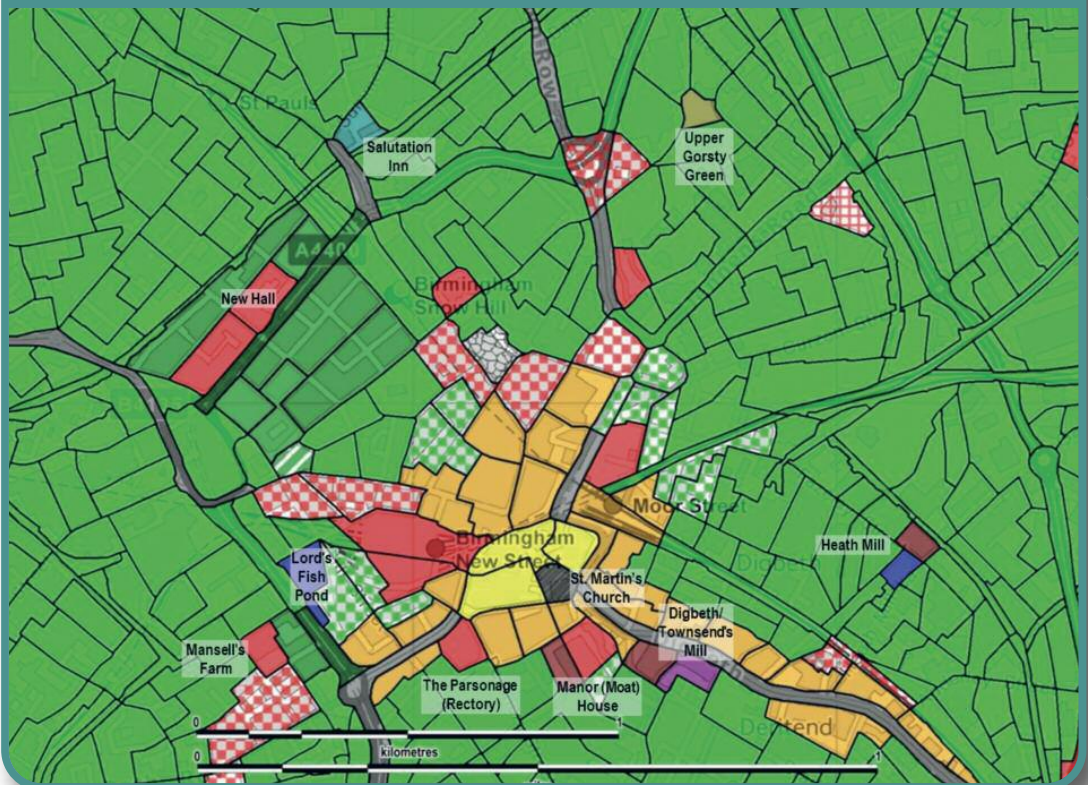 Row
St Pauls
Salutation
Inn
Upper
Gorsty
Green
A4400
New Hall
Birmingham
Snow Hill
Moor Street
Birmingham
New Street
Heath Mill
Digbeth
Lord's
Fish
Pond
St. Martin's
Church
Digbeth/
Townsend's
Mill
Mansell's
Farm
The Parsonage
(Rectory)
Manor (Moat)
House
Deritend
0 1
kilometres
0 1